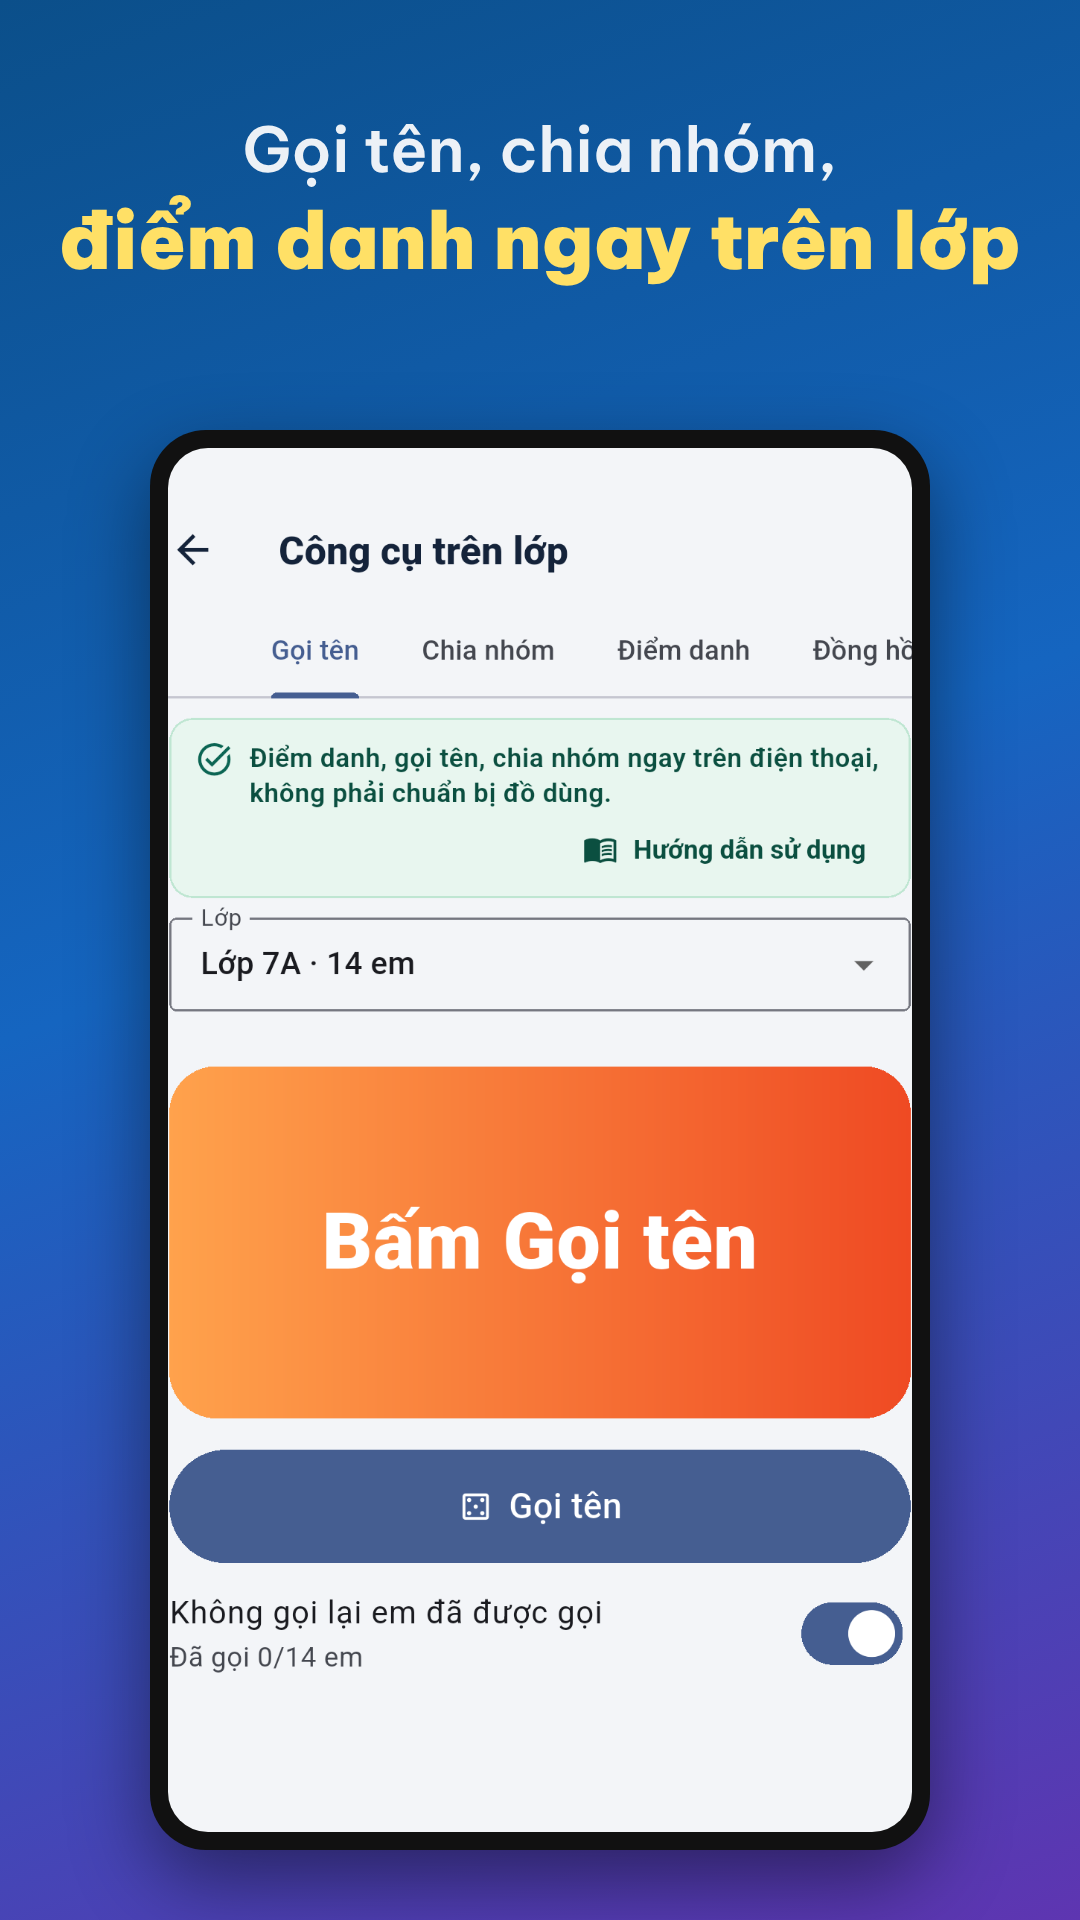 Gọi tên, chia nhóm,
điểm danh ngay trên lớp
Công cụ trên lớp
Gọi tên
Chia nhóm
Điểm danh
Đồng hồ
Điểm danh, gọi tên, chia nhóm ngay trên điện thoại,
không phải chuẩn bị đồ dùng.
Hướng dẫn sử dụng
Lớp
Lớp 7A · 14 em
Bấm Gọi tên
Gọi tên
Không gọi lại em đã được gọi
Đã gọi 0/14 em